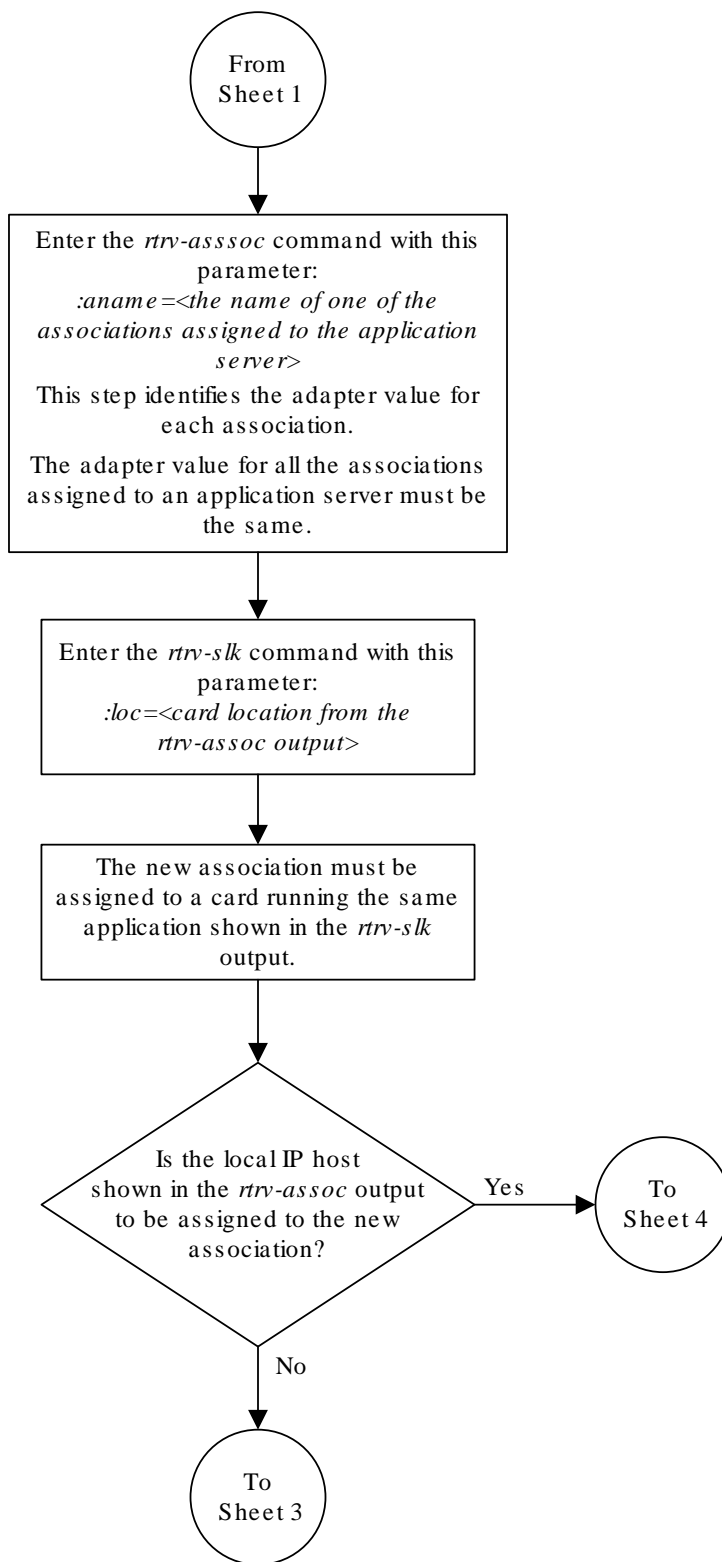 From
Sheet 1
Enter the rtrv-asssoc command with this
parameter:
:aname=<the name of one of the
associations assigned to the application
server>
This step identifies the adapter value for
each association.
The adapter value for all the associations
assigned to an application server must be
the same.
Enter the rtrv-slk command with this
parameter:
:loc=<card location from the
rtrv-assoc output>
The new association must be
assigned to a card running the same
application shown in the rtrv-slk
output.
Is the local IP host
shown in the rtrv-assoc output
to be assigned to the new
association?
Yes
To
Sheet 4
No
To
Sheet 3